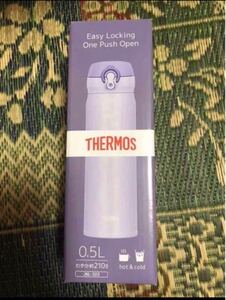 Easy Locking
One Push Open
THERMOS
0.5L
hot & cold